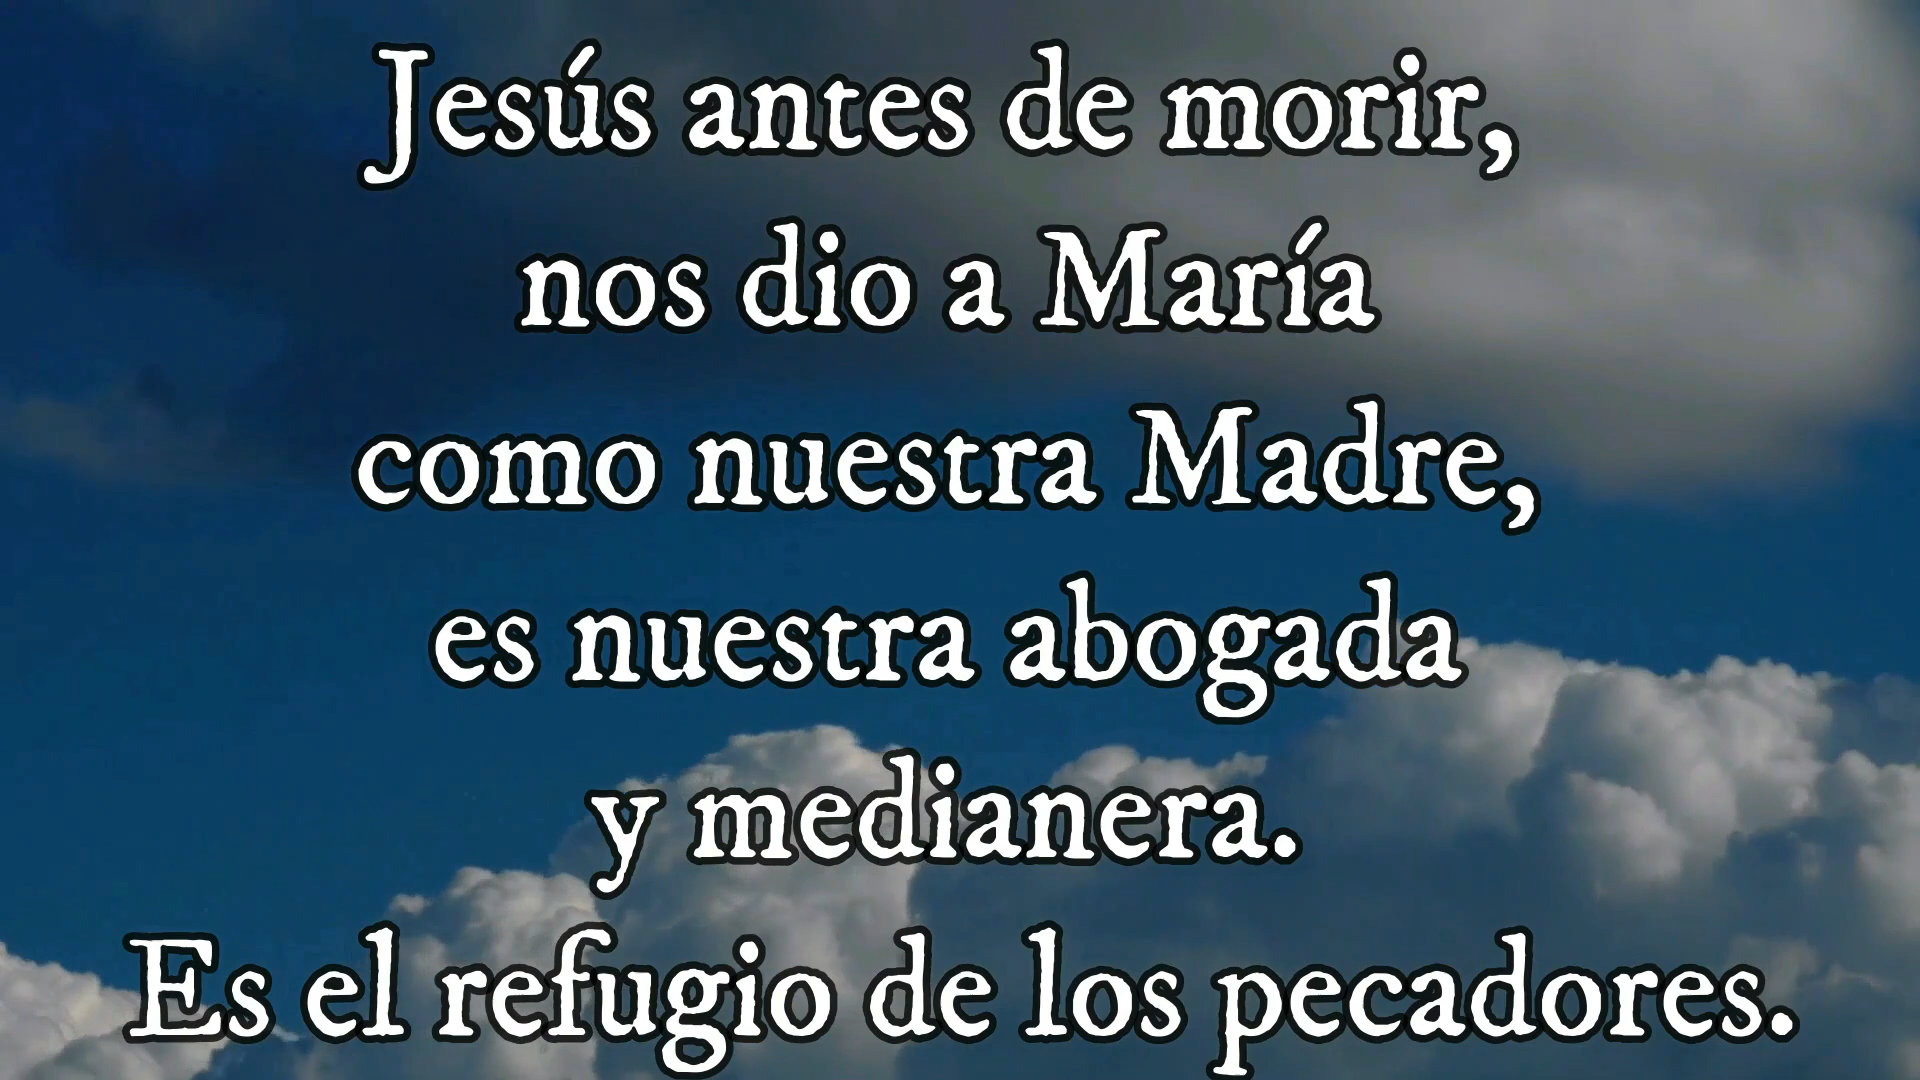 Jesús antes de morir,
nos dio a María
como nuestra Madre,
es nuestra abogada
y medianera.
Es el refugio de los pecadores.